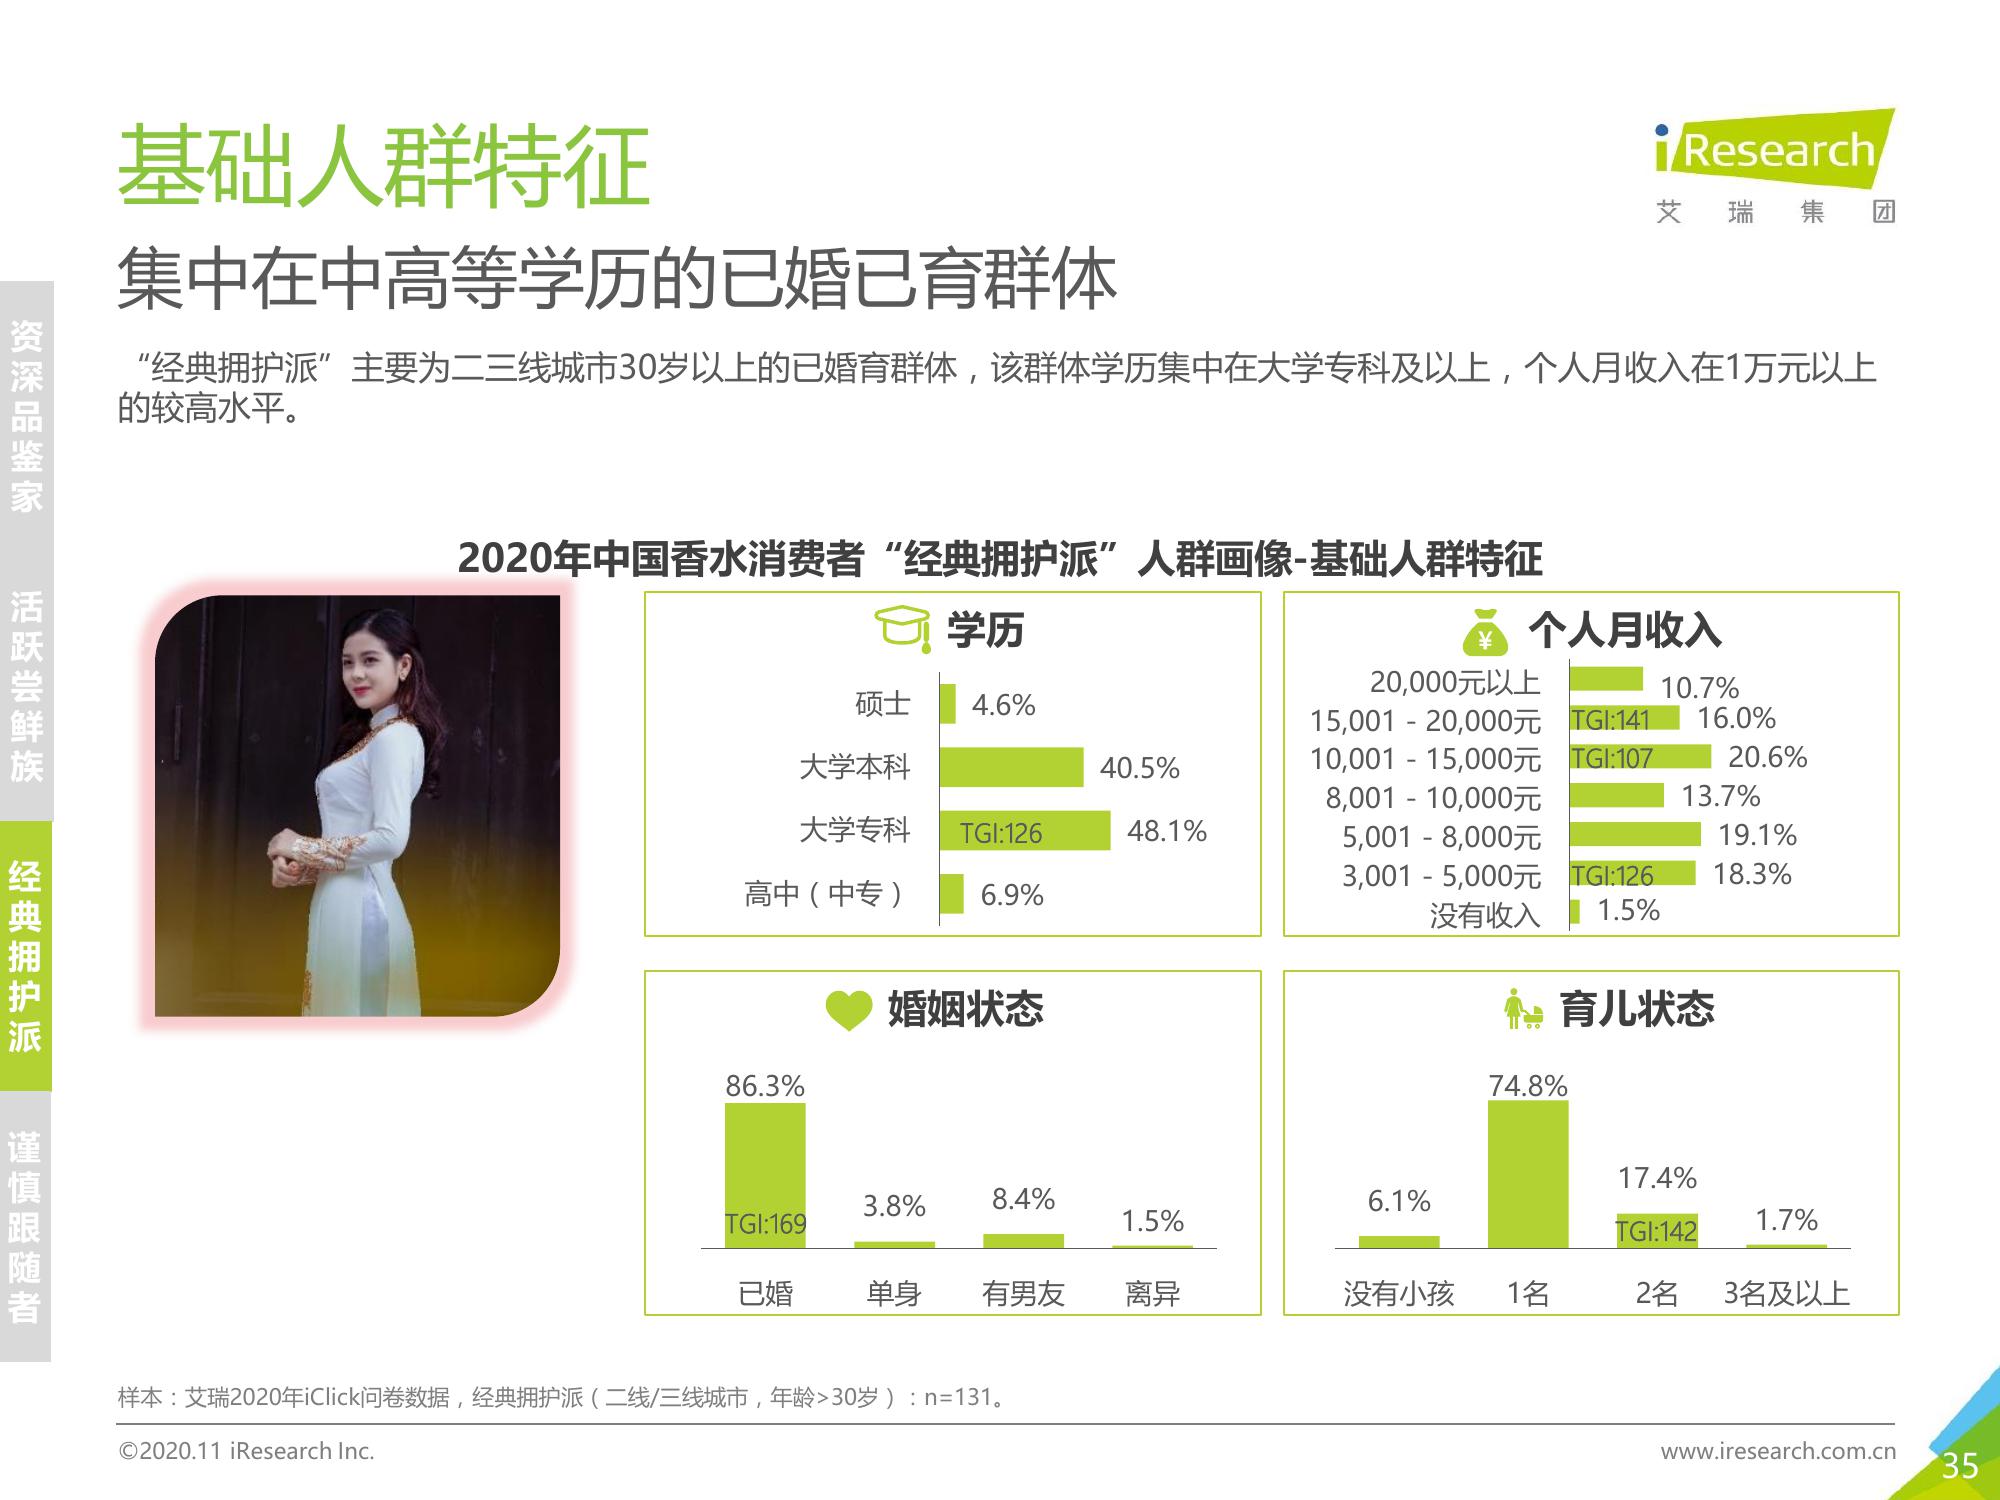 基础人群特征
iResearch
艾瑞集团
集中在中高等学历的已婚已育群体
“经典拥护派”主要为二三线城市30岁以上的已婚育群体，该群体学历集中在大学专科及以上，个人月收入在1万元以上
的较高水平。
资深品鉴家
活跃尝鲜族
经典拥护派
谨慎跟随者
2020年中国香水消费者“经典拥护派”人群画像-基础人群特征
学历
硕士 4.6%
大学本科 40.5%
大学专科 TGI:126 48.1%
高中（中专） 6.9%
¥ 个人月收入
20,000元以上 10.7%
15,001 - 20,000元 TGI:141 16.0%
10,001 - 15,000元 TGI:107 20.6%
8,001 - 10,000元 13.7%
5,001 - 8,000元 19.1%
3,001 - 5,000元 TGI:126 18.3%
没有收入 1.5%
婚姻状态
86.3% 3.8% 8.4% 1.5%
TGI:169
已婚 单身 有男友 离异
育儿状态
6.1% 74.8% 17.4% 1.7%
TGI:142
没有小孩 1名 2名 3名及以上
样本：艾瑞2020年iClick问卷数据，经典拥护派（二线/三线城市，年龄>30岁）：n=131。
©2020.11 iResearch Inc.
www.iresearch.com.cn
35